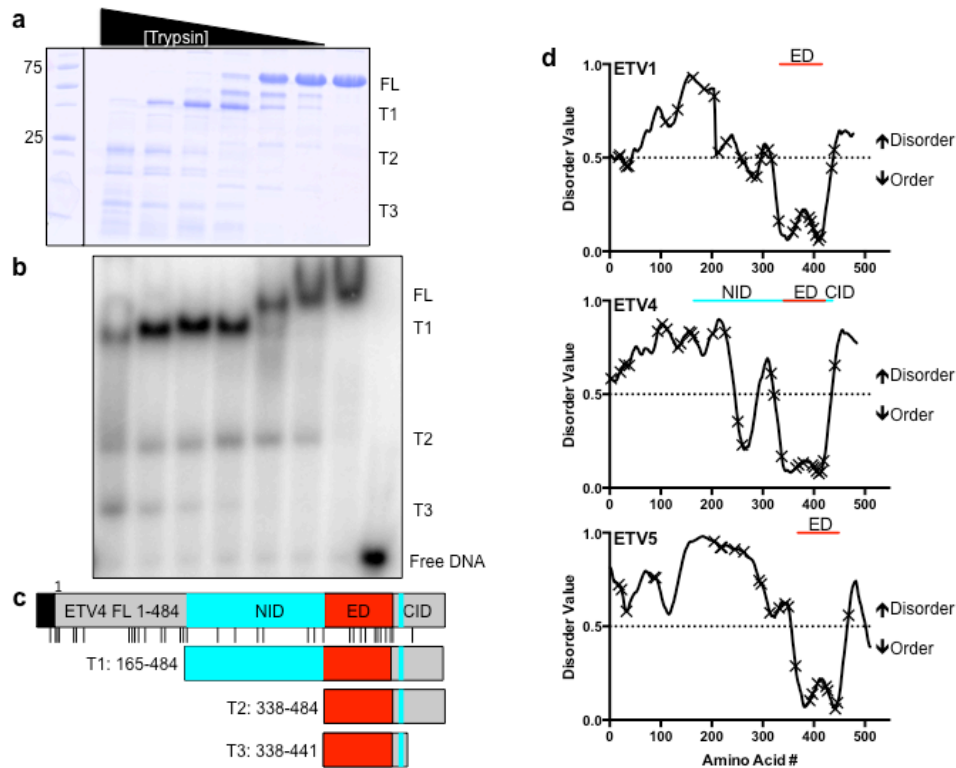 a
[Trypsin]
75
25
FL
T1
T2
T3
b
FL
T1
T2
T3
Free DNA
c
1
ETV4 FL 1-484
NID
ED
CID
T1: 165-484
T2: 338-484
T3: 338-441
d
ED
ETV1
1.0
0.5
0.0
Disorder Value
Disorder
Order
0 100 200 300 400 500
NID ED CID
ETV4
1.0
0.5
0.0
Disorder Value
Disorder
Order
0 100 200 300 400 500
ED
ETV5
1.0
0.5
0.0
Disorder Value
Disorder
Order
0 100 200 300 400 500
Amino Acid #